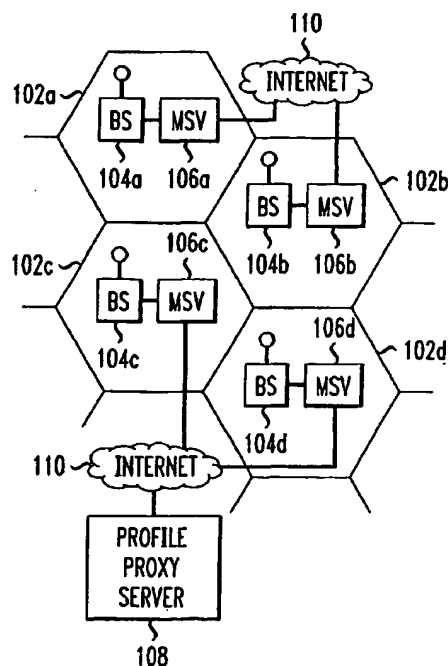 110
INTERNET
102a
BS
MSV
104a
106a
102b
BS
MSV
104b
106b
102c
106c
BS
MSV
104c
106d
102d
BS
MSV
104d
110
INTERNET
PROFILE
PROXY
SERVER
108